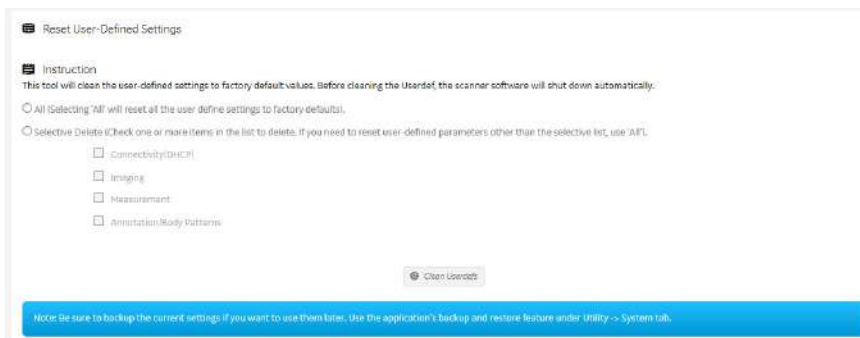 Reset User-Defined Settings
Instruction
This tool will clean the user-defined settings to factory default values. Before cleaning the Userdef, the scanner software will shut down automatically.
All (Selecting 'All' will reset all the user define settings to factory defaults).
Selective Delete (Check one or more items in the list to delete. If you need to reset user-defined parameters other than the selective list, use 'All').
Connectivity(DHCP)
Imaging
Measurement
Annotation/Body Patterns
Clean Userdefs
Note: Be sure to backup the current settings if you want to use them later. Use the application's backup and restore feature under Utility -> System tab.